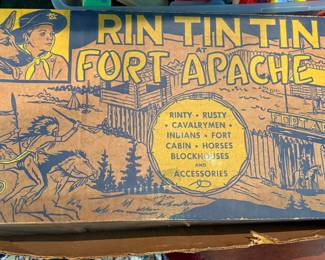 RIN TIN TIN
AT
FORT APACHE
RINTY • RUSTY
• CAVALRYMEN •
INDIANS • FORT
CABIN • HORSES
BLOCKHOUSES
AND
ACCESSORIES